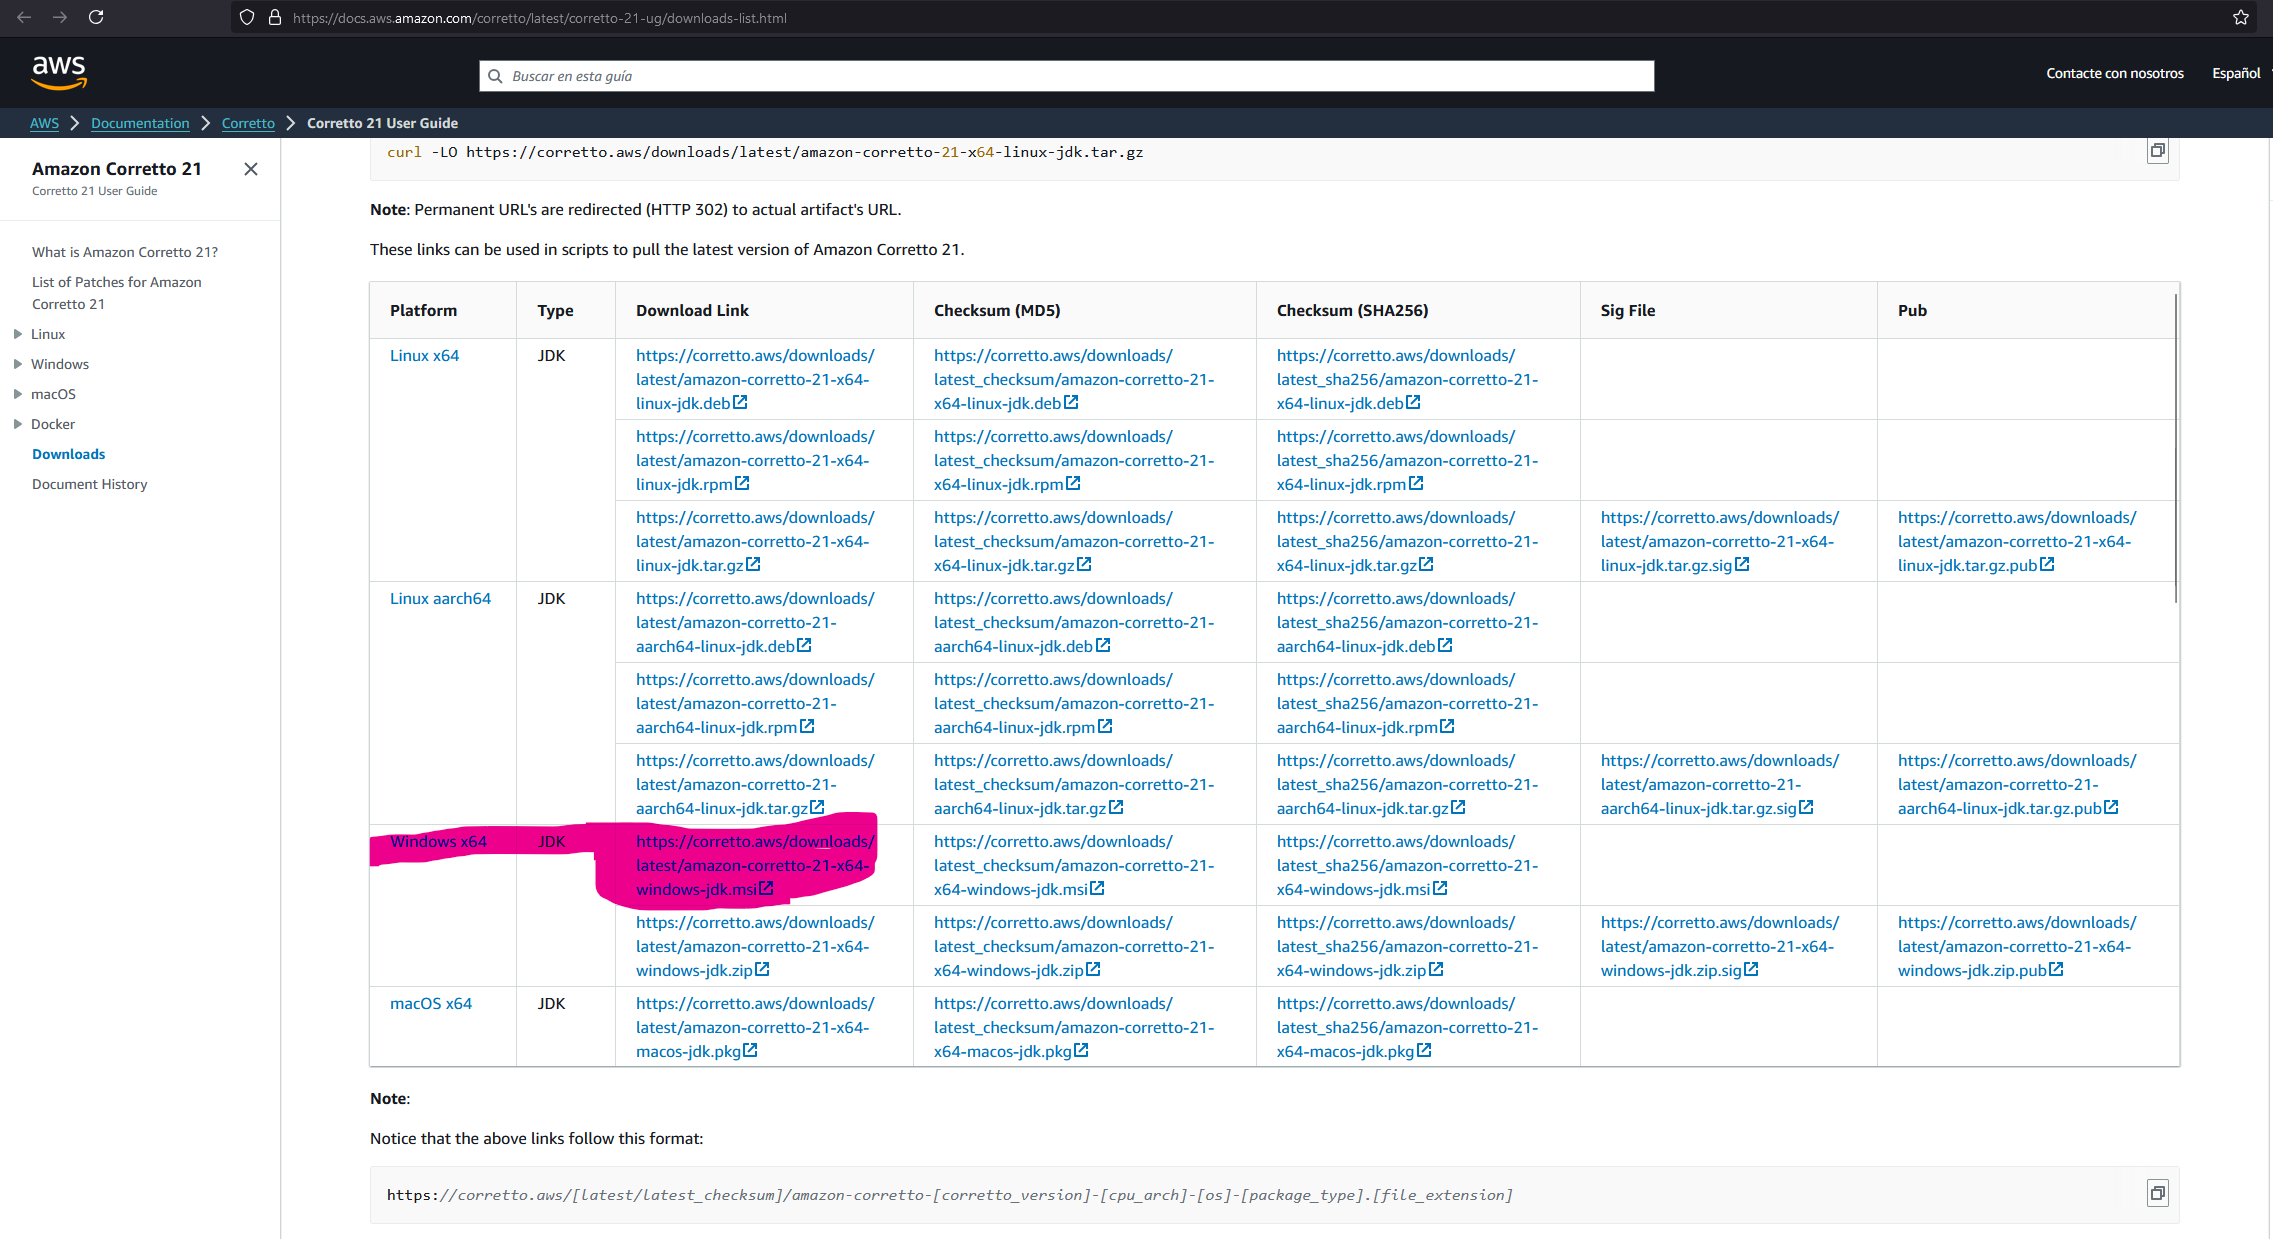 https://docs.aws.amazon.com/corretto/latest/corretto-21-ug/downloads-list.html
aws
Buscar en esta guía
Contacte con nosotros
Español
AWS
Documentation
Corretto
Corretto 21 User Guide
Amazon Corretto 21
Corretto 21 User Guide
What is Amazon Corretto 21?
List of Patches for Amazon
Corretto 21
Linux
Windows
macOS
Docker
Downloads
Document History
curl -LO https://corretto.aws/downloads/latest/amazon-corretto-21-x64-linux-jdk.tar.gz
Note: Permanent URL's are redirected (HTTP 302) to actual artifact's URL.
These links can be used in scripts to pull the latest version of Amazon Corretto 21.
Platform Type Download Link Checksum (MD5) Checksum (SHA256) Sig File Pub
Linux x64 JDK https://corretto.aws/downloads/ https://corretto.aws/downloads/ https://corretto.aws/downloads/
latest/amazon-corretto-21-x64- latest_checksum/amazon-corretto-21- latest_sha256/amazon-corretto-21-
linux-jdk.deb x64-linux-jdk.deb x64-linux-jdk.deb
https://corretto.aws/downloads/ https://corretto.aws/downloads/ https://corretto.aws/downloads/
latest/amazon-corretto-21-x64- latest_checksum/amazon-corretto-21- latest_sha256/amazon-corretto-21-
linux-jdk.rpm x64-linux-jdk.rpm x64-linux-jdk.rpm
https://corretto.aws/downloads/ https://corretto.aws/downloads/ https://corretto.aws/downloads/ https://corretto.aws/downloads/ https://corretto.aws/downloads/
latest/amazon-corretto-21-x64- latest_checksum/amazon-corretto-21- latest_sha256/amazon-corretto-21- latest/amazon-corretto-21-x64- latest/amazon-corretto-21-x64-
linux-jdk.tar.gz x64-linux-jdk.tar.gz x64-linux-jdk.tar.gz linux-jdk.tar.gz.sig linux-jdk.tar.gz.pub
Linux aarch64 JDK https://corretto.aws/downloads/ https://corretto.aws/downloads/ https://corretto.aws/downloads/
latest/amazon-corretto-21- latest_checksum/amazon-corretto-21- latest_sha256/amazon-corretto-21-
aarch64-linux-jdk.deb aarch64-linux-jdk.deb aarch64-linux-jdk.deb
https://corretto.aws/downloads/ https://corretto.aws/downloads/ https://corretto.aws/downloads/
latest/amazon-corretto-21- latest_checksum/amazon-corretto-21- latest_sha256/amazon-corretto-21-
aarch64-linux-jdk.rpm aarch64-linux-jdk.rpm aarch64-linux-jdk.rpm
https://corretto.aws/downloads/ https://corretto.aws/downloads/ https://corretto.aws/downloads/ https://corretto.aws/downloads/ https://corretto.aws/downloads/
latest/amazon-corretto-21- latest_checksum/amazon-corretto-21- latest_sha256/amazon-corretto-21- latest/amazon-corretto-21- latest/amazon-corretto-21-
aarch64-linux-jdk.tar.gz aarch64-linux-jdk.tar.gz aarch64-linux-jdk.tar.gz aarch64-linux-jdk.tar.gz.sig aarch64-linux-jdk.tar.gz.pub
Windows x64 JDK https://corretto.aws/downloads/ https://corretto.aws/downloads/ https://corretto.aws/downloads/
latest/amazon-corretto-21-x64- latest_checksum/amazon-corretto-21- latest_sha256/amazon-corretto-21-
windows-jdk.msi x64-windows-jdk.msi x64-windows-jdk.msi
https://corretto.aws/downloads/ https://corretto.aws/downloads/ https://corretto.aws/downloads/ https://corretto.aws/downloads/ https://corretto.aws/downloads/
latest/amazon-corretto-21-x64- latest_checksum/amazon-corretto-21- latest_sha256/amazon-corretto-21- latest/amazon-corretto-21-x64- latest/amazon-corretto-21-x64-
windows-jdk.zip x64-windows-jdk.zip x64-windows-jdk.zip windows-jdk.zip.sig windows-jdk.zip.pub
macOS x64 JDK https://corretto.aws/downloads/ https://corretto.aws/downloads/ https://corretto.aws/downloads/
latest/amazon-corretto-21-x64- latest_checksum/amazon-corretto-21- latest_sha256/amazon-corretto-21-
macos-jdk.pkg x64-macos-jdk.pkg x64-macos-jdk.pkg
Note:
Notice that the above links follow this format:
https://corretto.aws/[latest/latest_checksum]/amazon-corretto-[corretto_version]-[cpu_arch]-[os]-[package_type].[file_extension]